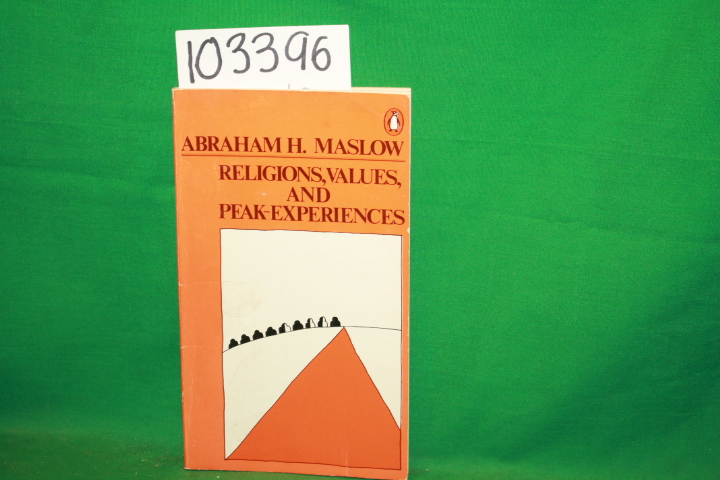 103396
ABRAHAM H. MASLOW
RELIGIONS, VALUES,
AND
PEAK-EXPERIENCES